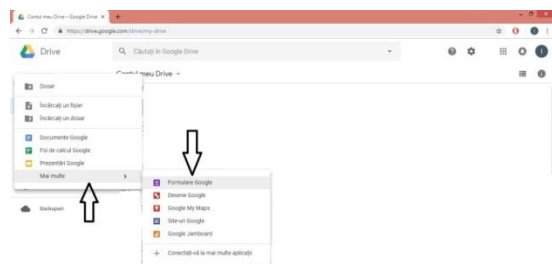 Contul meu Drive – Google Drive
https://drive.google.com/drive/my-drive
Drive
Căutați în Google Drive
Contul meu Drive
Dosar
Încărcați un fișier
Încărcați un dosar
Documente Google
Foi de calcul Google
Prezentări Google
Mai multe
Formulare Google
Desene Google
Google My Maps
Site-uri Google
Google Jamboard
Conectați-vă la mai multe aplicații
Backupuri